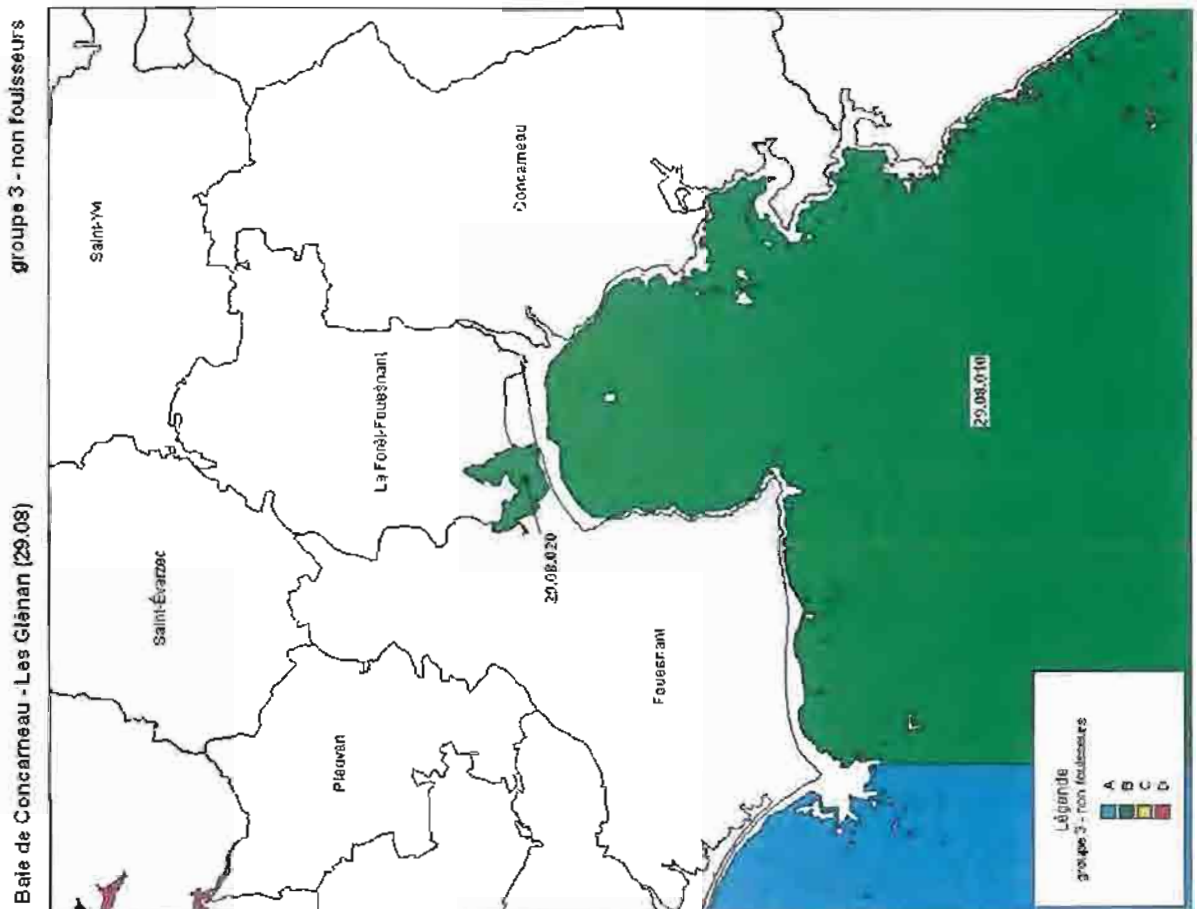 Baie de Concarneau - Les Glénan (29.08)
groupe 3 - non fouisseurs
Saint-Yvi
Saint-Évarzec
Concarneau
La Forêt-Fouesnant
Pleuven
29.08.020
Fouesnant
29.08.010
Légende
groupe 3 - non fouisseurs
A
B
C
D